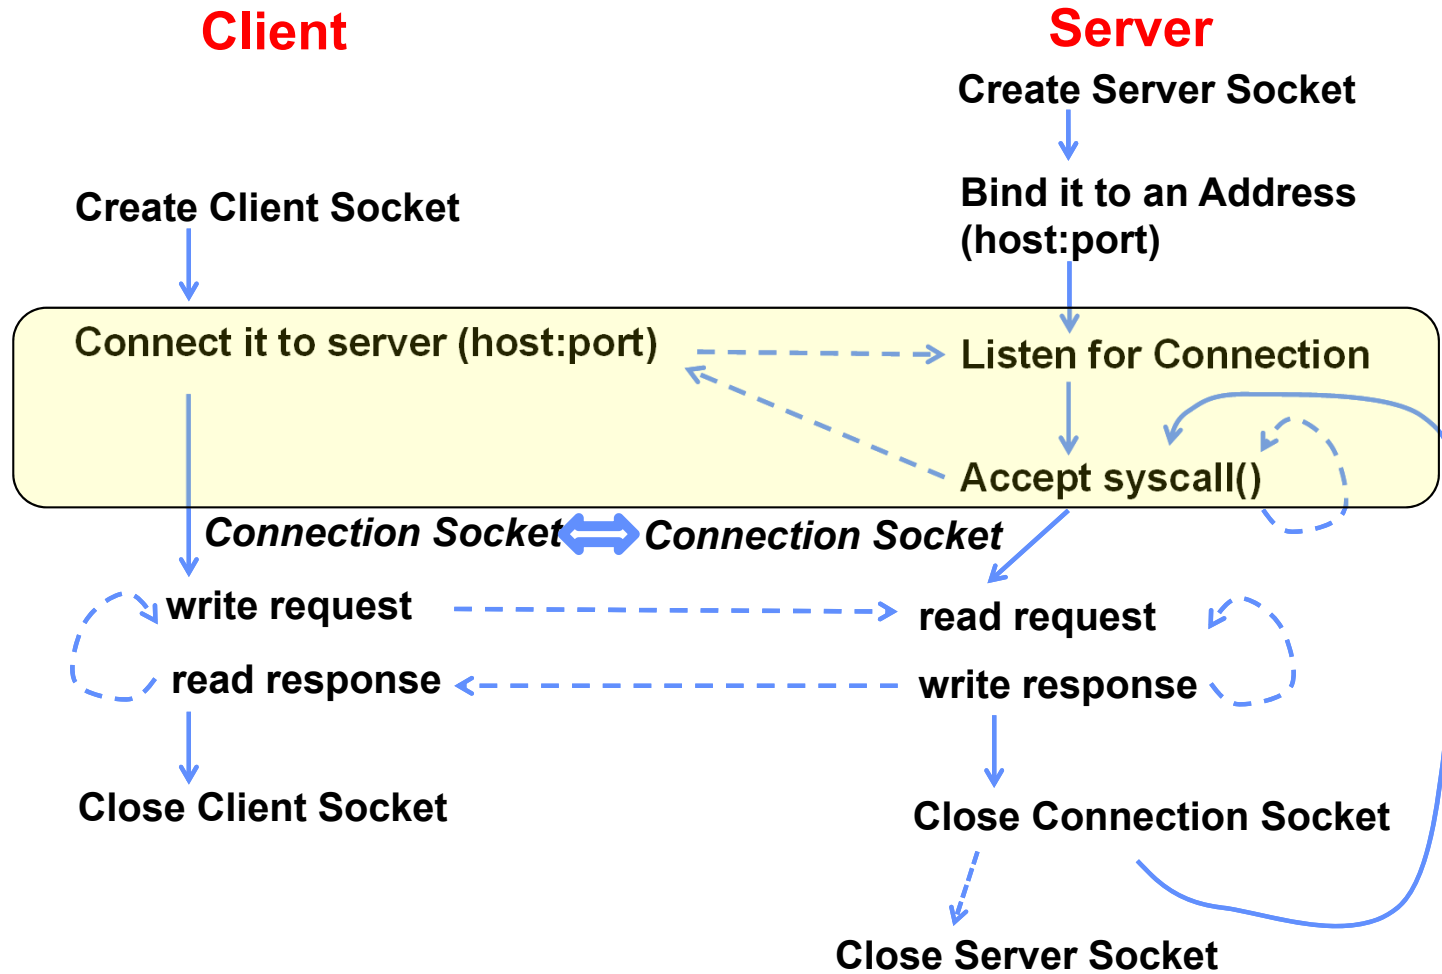 Client
Server
Create Server Socket
Create Client Socket
Bind it to an Address
(host:port)
Connect it to server (host:port)
Listen for Connection
Accept syscall()
Connection Socket
Connection Socket
write request
read request
read response
write response
Close Client Socket
Close Connection Socket
Close Server Socket